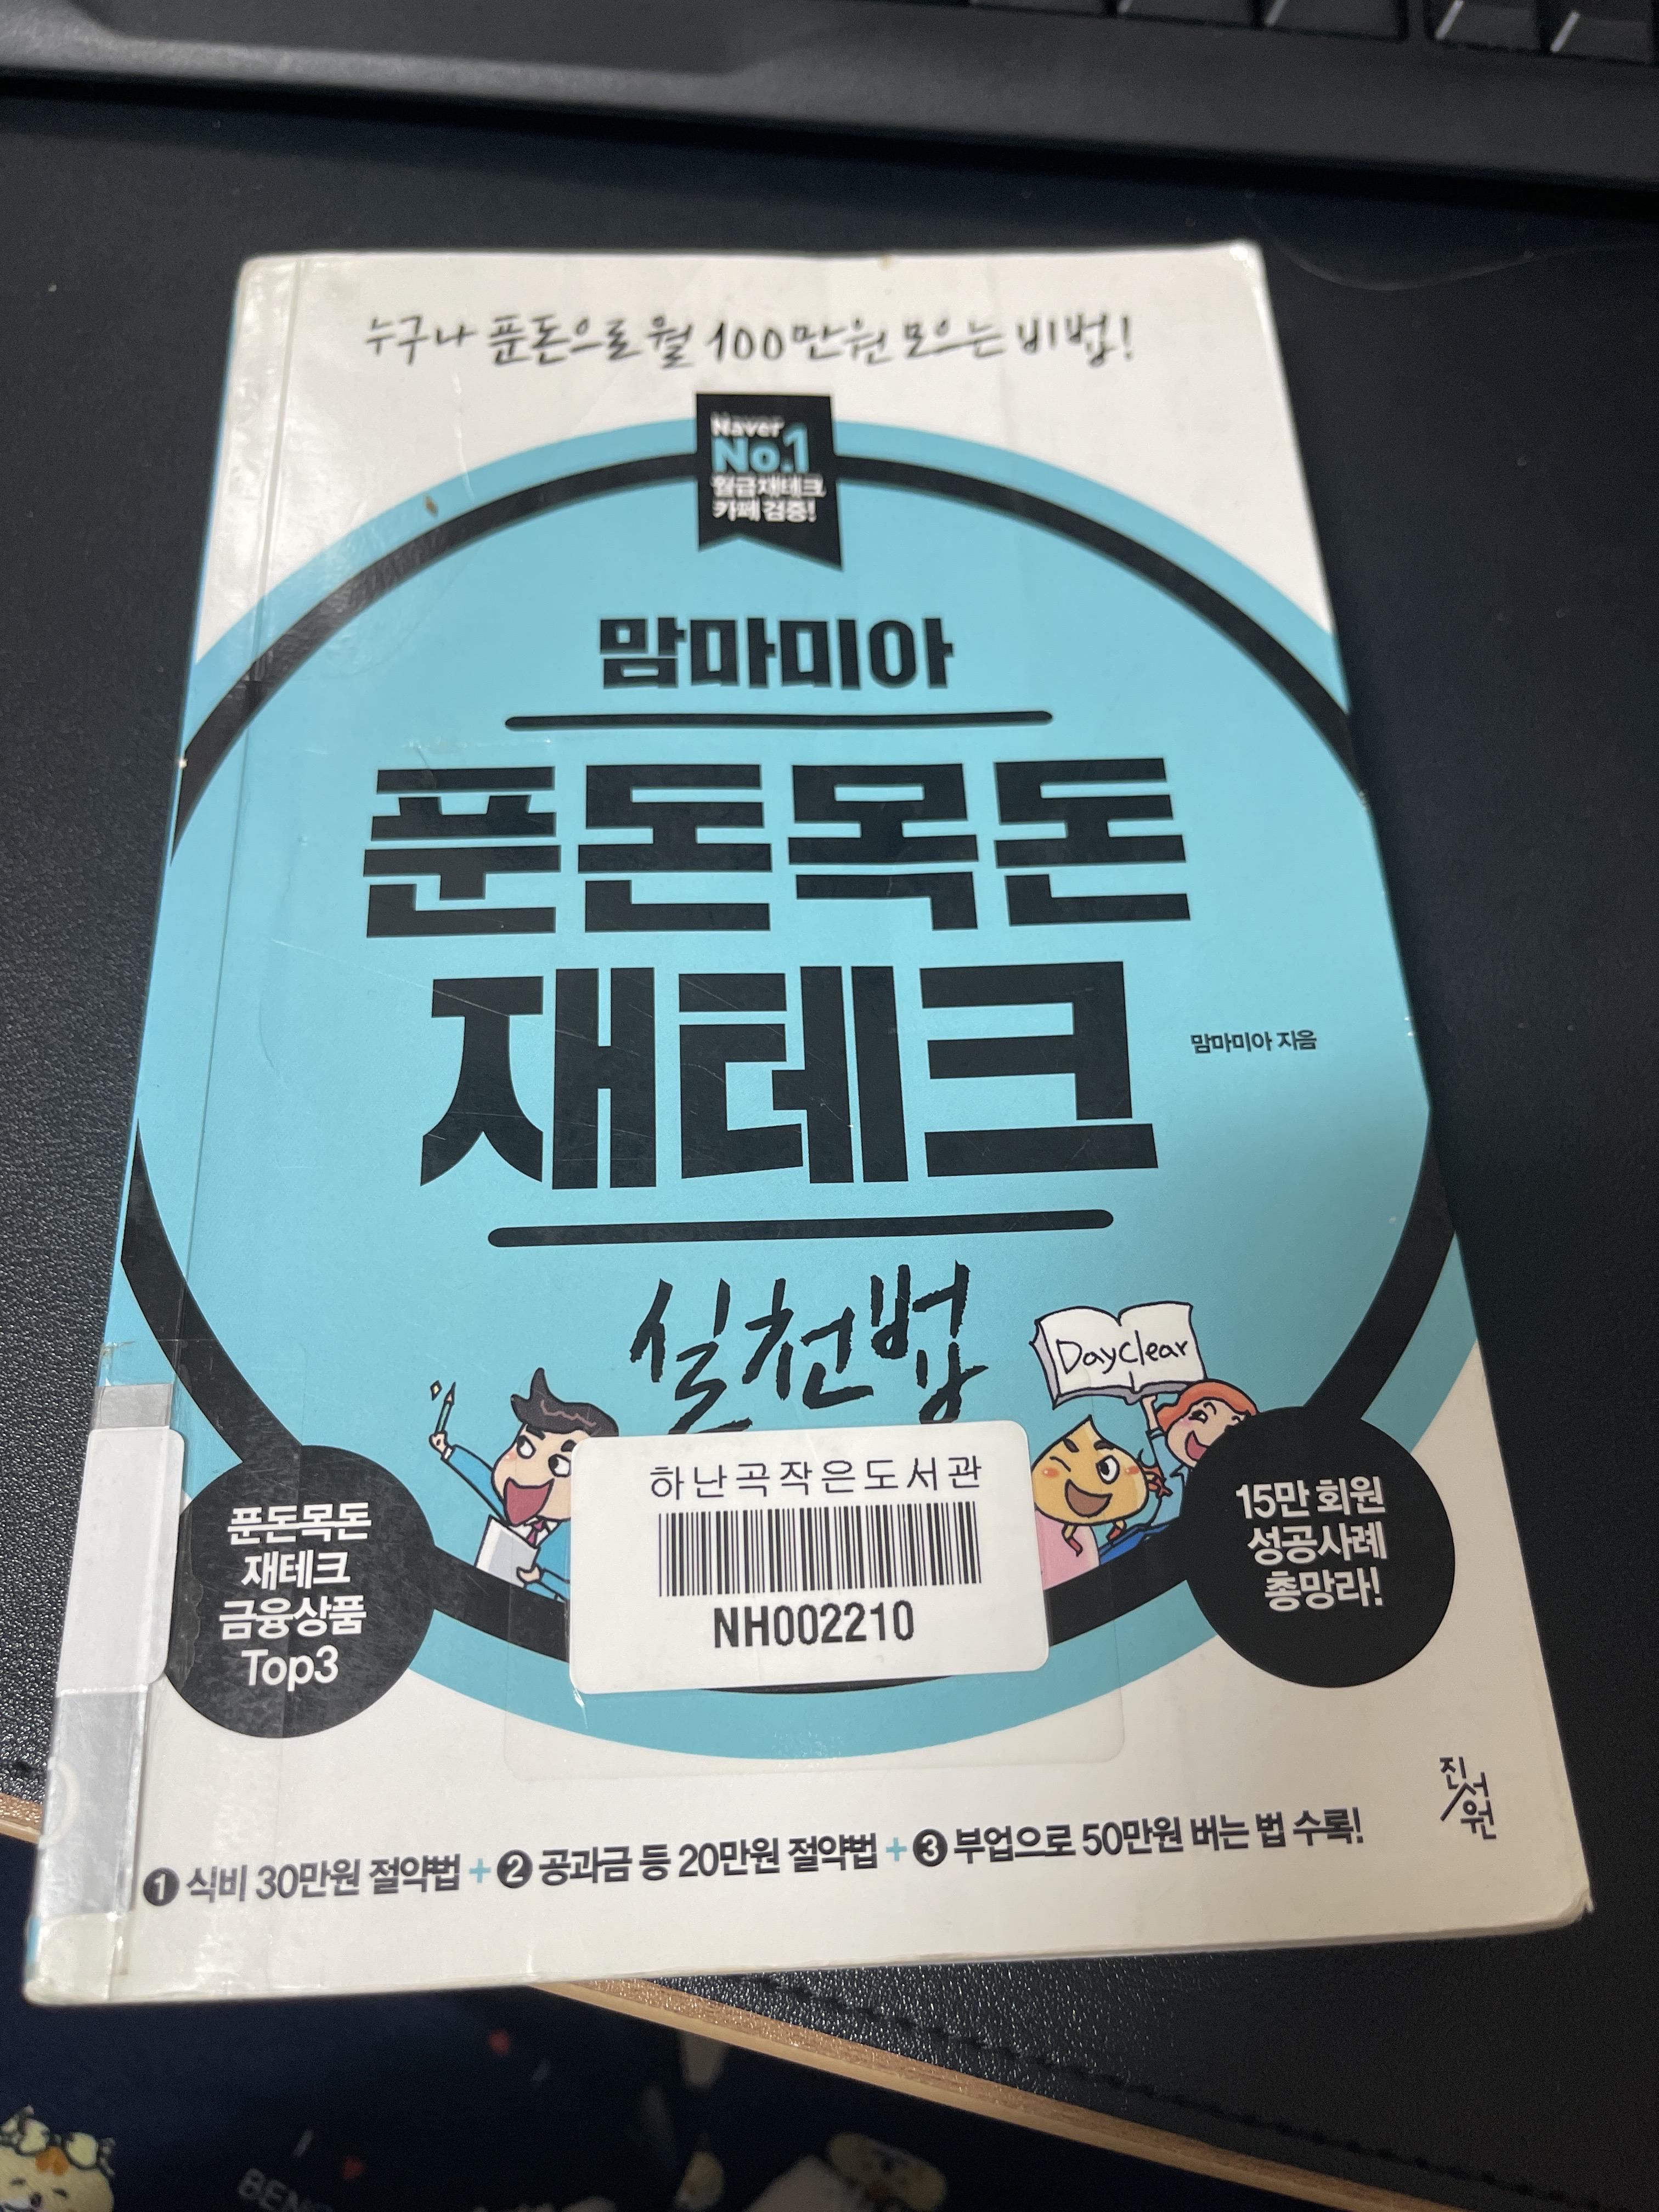 누구나 푼돈으로 월 100만원 모으는 비법!
Naver
No.1
월급재테크
카페 검증!
맘마미아
푼돈목돈
재테크
맘마미아 지음
실천법
Dayclear
하난곡작은도서관
NH002210
푼돈목돈
재테크
금융상품
Top3
15만 회원
성공사례
총망라!
진서원
1 식비 30만원 절약법 + 2 공과금 등 20만원 절약법 + 3 부업으로 50만원 버는 법 수록!